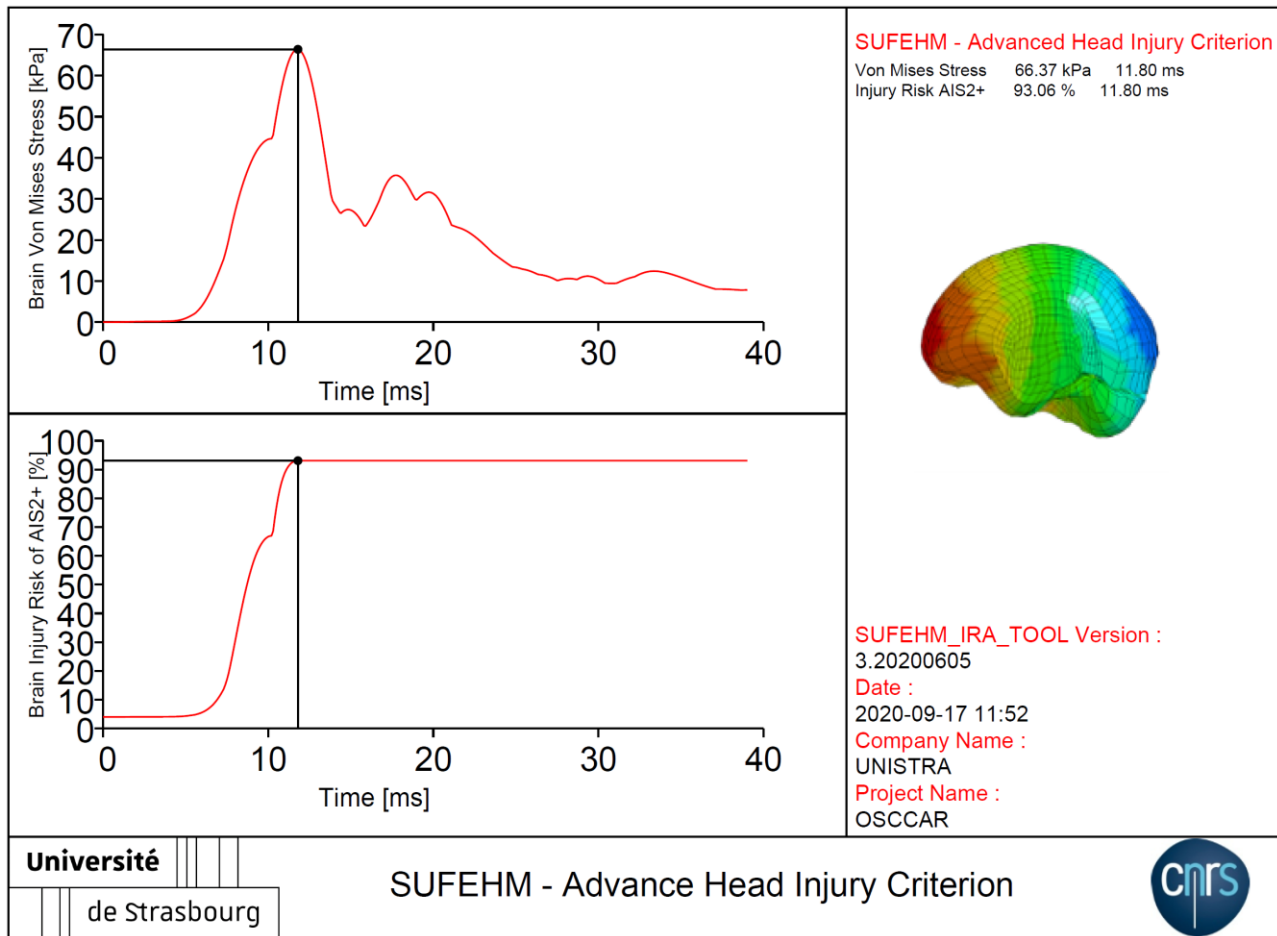 Brain Von Mises Stress [kPa]
70
60
50
40
30
20
10
0
0 10 20 30 40
Time [ms]
Brain Injury Risk of AIS2+ [%]
100
90
80
70
60
50
40
30
20
10
0
0 10 20 30 40
Time [ms]
SUFEHM - Advanced Head Injury Criterion
Von Mises Stress 66.37 kPa 11.80 ms
Injury Risk AIS2+ 93.06 % 11.80 ms
SUFEHM_IRA_TOOL Version :
3.20200605
Date :
2020-09-17 11:52
Company Name :
UNISTRA
Project Name :
OSCCAR
Université
de Strasbourg
SUFEHM - Advance Head Injury Criterion
cnrs